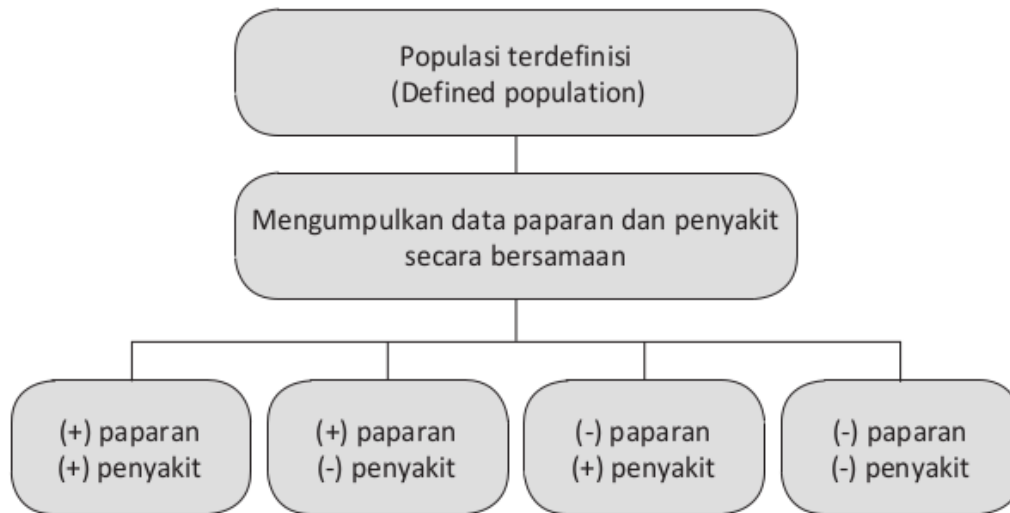 Populasi terdefinisi
(Defined population)
Mengumpulkan data paparan dan penyakit
secara bersamaan
(+) paparan
(+) penyakit
(+) paparan
(-) penyakit
(-) paparan
(+) penyakit
(-) paparan
(-) penyakit